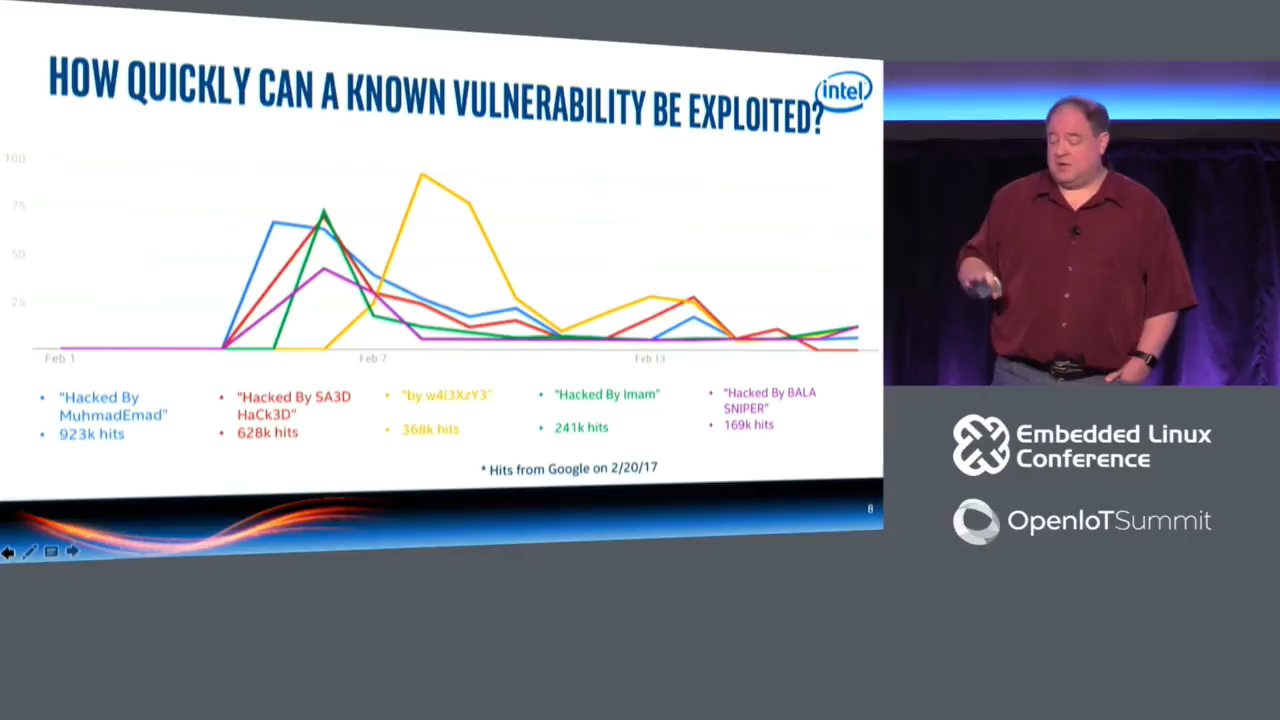 HOW QUICKLY CAN A KNOWN VULNERABILITY BE EXPLOITED?
intel
100
75
50
25
Feb 1
Feb 7
Feb 13
• "Hacked By
MuhmadEmad"
• 923k hits
• "Hacked By SA3D
HaCk3D"
• 628k hits
• "by w4l3XzY3"
• 368k hits
• "Hacked By Imam"
• 241k hits
• "Hacked By BALA
SNIPER"
• 169k hits
* Hits from Google on 2/20/17
8
Embedded Linux
Conference
OpenIoTSummit